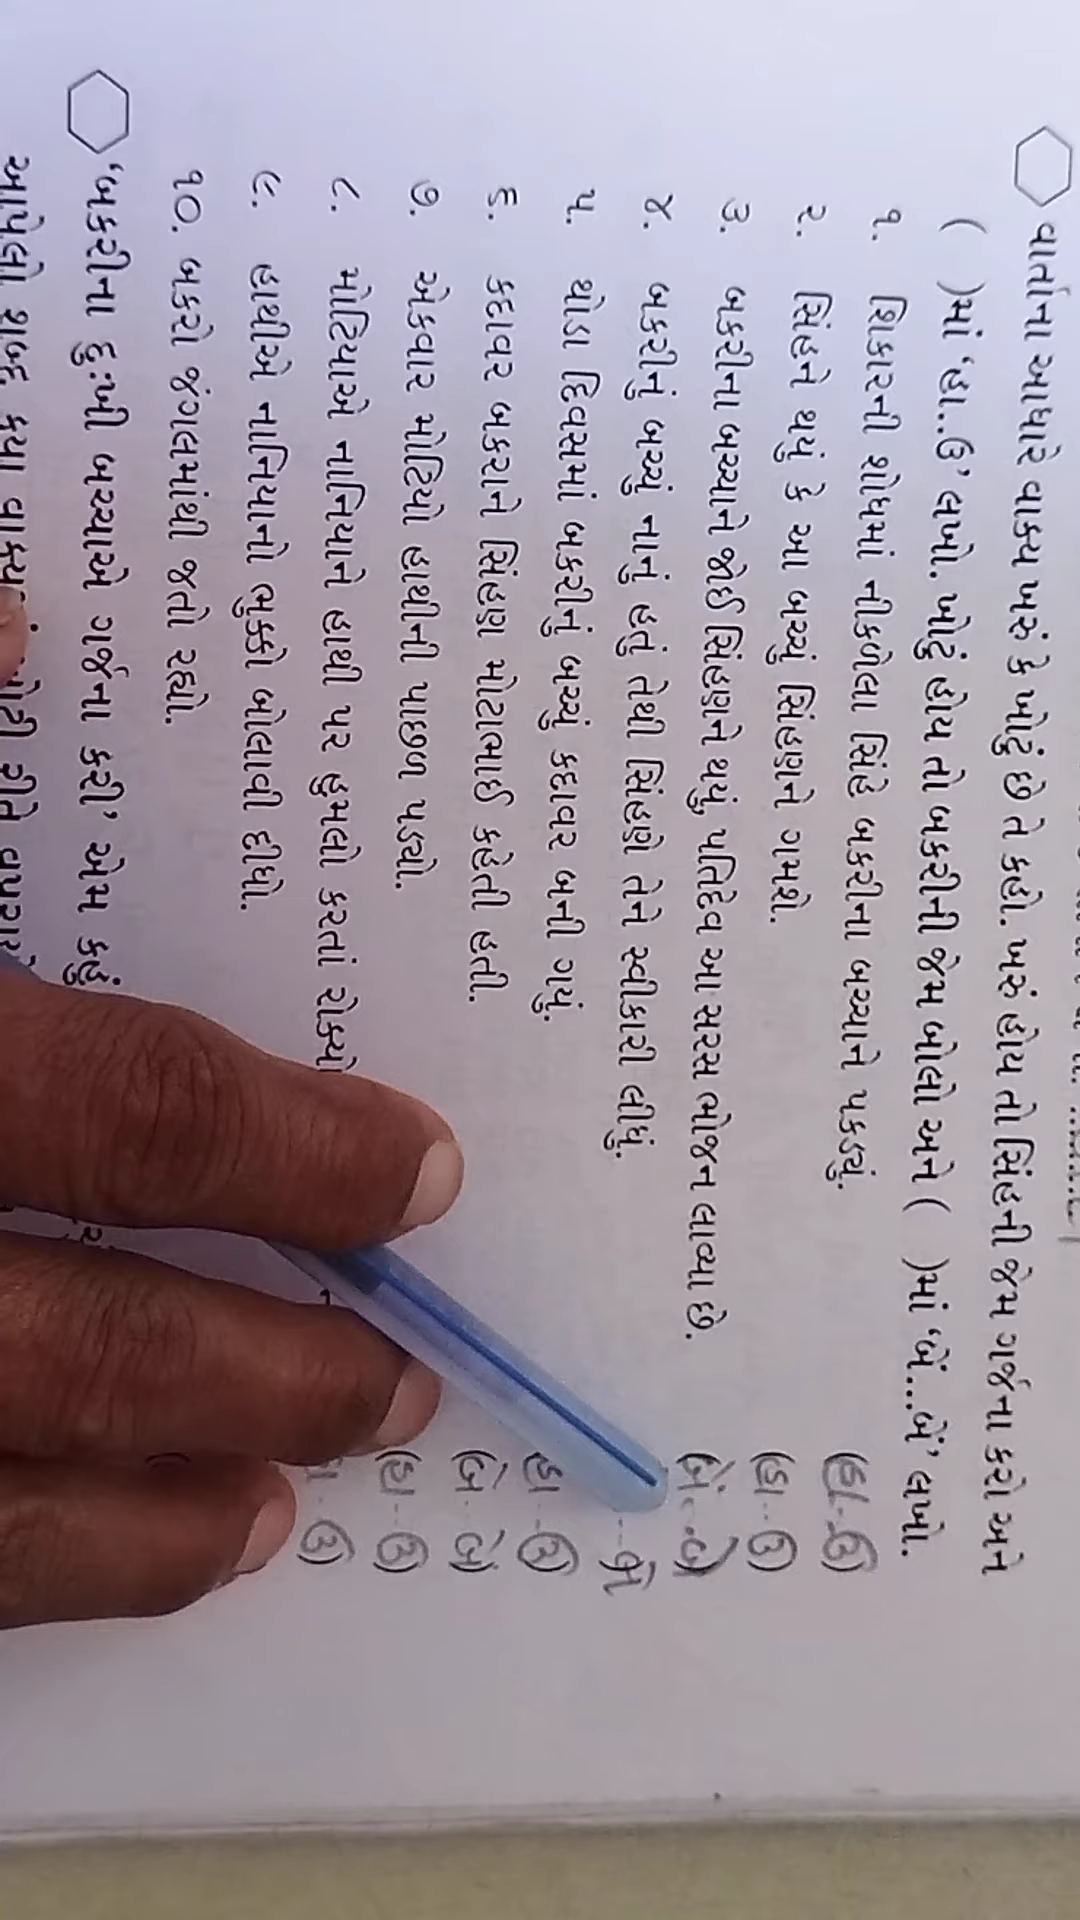 વાર્તાના આધારે વાક્ય ખરું કે ખોટું છે તે કહો. ખરું હોય તો સિંહની જેમ ગર્જના કરો અને
( )માં ‘હા..ઉ’ લખો. ખોટું હોય તો બકરીની જેમ બોલો અને ( )માં ‘બેં...બેં’ લખો.
૧. શિકારની શોધમાં નીકળેલા સિંહે બકરીના બચ્ચાને પકડ્યું. (હા..ઉ)
૨. સિંહને થયું કે આ બચ્ચું સિંહણને ગમશે. (હા..ઉ)
૩. બકરીના બચ્ચાને જોઈ સિંહણને થયું, પતિદેવ આ સરસ ભોજન લાવ્યા છે. (બેં..બેં)
૪. બકરીનું બચ્ચું નાનું હતું તેથી સિંહણે તેને સ્વીકારી લીધું.
૫. થોડા દિવસમાં બકરીનું બચ્ચું કદાવર બની ગયું. હા..ઉ)
૬. કદાવર બકરાને સિંહણ મોટાભાઈ કહેતી હતી. (બેં..બેં)
૭. એકવાર મોટિયો હાથીની પાછળ પડ્યો. (હા..ઉ)
૮. મોટિયાએ નાનિયાને હાથી પર હુમલો કરતાં રોક્યો ઉ)
૯. હાથીએ નાનિયાનો ભુક્કો બોલાવી દીધો.
૧૦. બકરો જંગલમાંથી જતો રહ્યો. (
‘બકરીના દુઃખી બચ્ચાએ ગર્જના કરી’ એમ કહું
આપેલો શબ્દ કયા રીતે